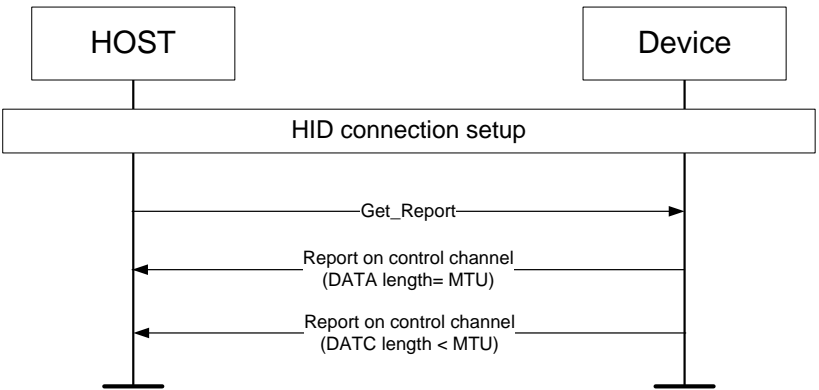 HOST
Device
HID connection setup
Get_Report
Report on control channel
(DATA length= MTU)
Report on control channel
(DATC length < MTU)